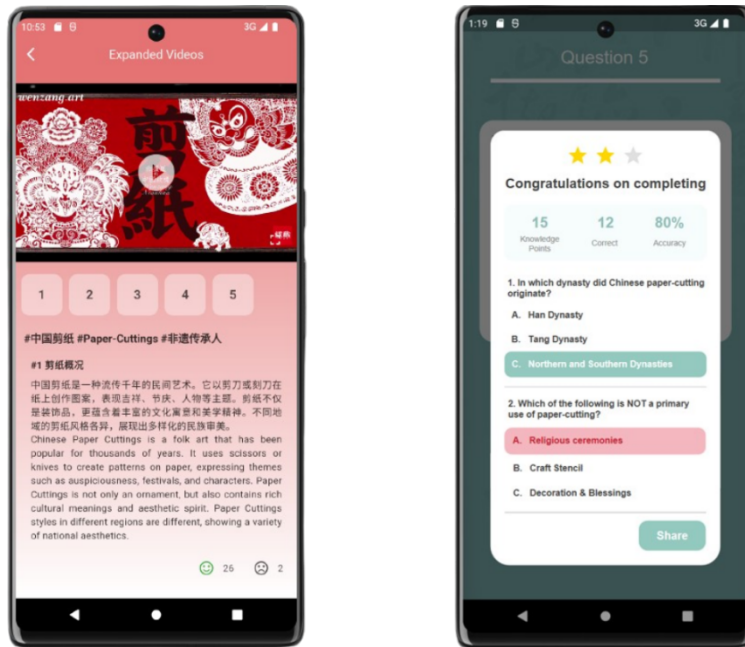 10:53
3G
Expanded Videos
wenzang.art
剪
紙
1 2 3 4 5
#中国剪纸 #Paper-Cuttings #非遗传承人
#1 剪纸概况
中国剪纸是一种流传千年的民间艺术。它以剪刀或刻刀在
纸上创作图案，表现吉祥、节庆、人物等主题。剪纸不仅
是装饰品，更蕴含着丰富的文化寓意和美学精神。不同地
域的剪纸风格各异，展现出多样化的民族审美。
Chinese Paper Cuttings is a folk art that has been
popular for thousands of years. It uses scissors or
knives to create patterns on paper, expressing themes
such as auspiciousness, festivals, and characters. Paper
Cuttings is not only an ornament, but also contains rich
cultural meanings and aesthetic spirit. Paper Cuttings
styles in different regions are different, showing a variety
of national aesthetics.
26 2
1:19
3G
Question 5
Congratulations on completing
15 12 80%
Knowledge
Points
Correct
Accuracy
1. In which dynasty did Chinese paper-cutting
originate?
A. Han Dynasty
B. Tang Dynasty
C. Northern and Southern Dynasties
2. Which of the following is NOT a primary
use of paper-cutting?
A. Religious ceremonies
B. Craft Stencil
C. Decoration & Blessings
Share